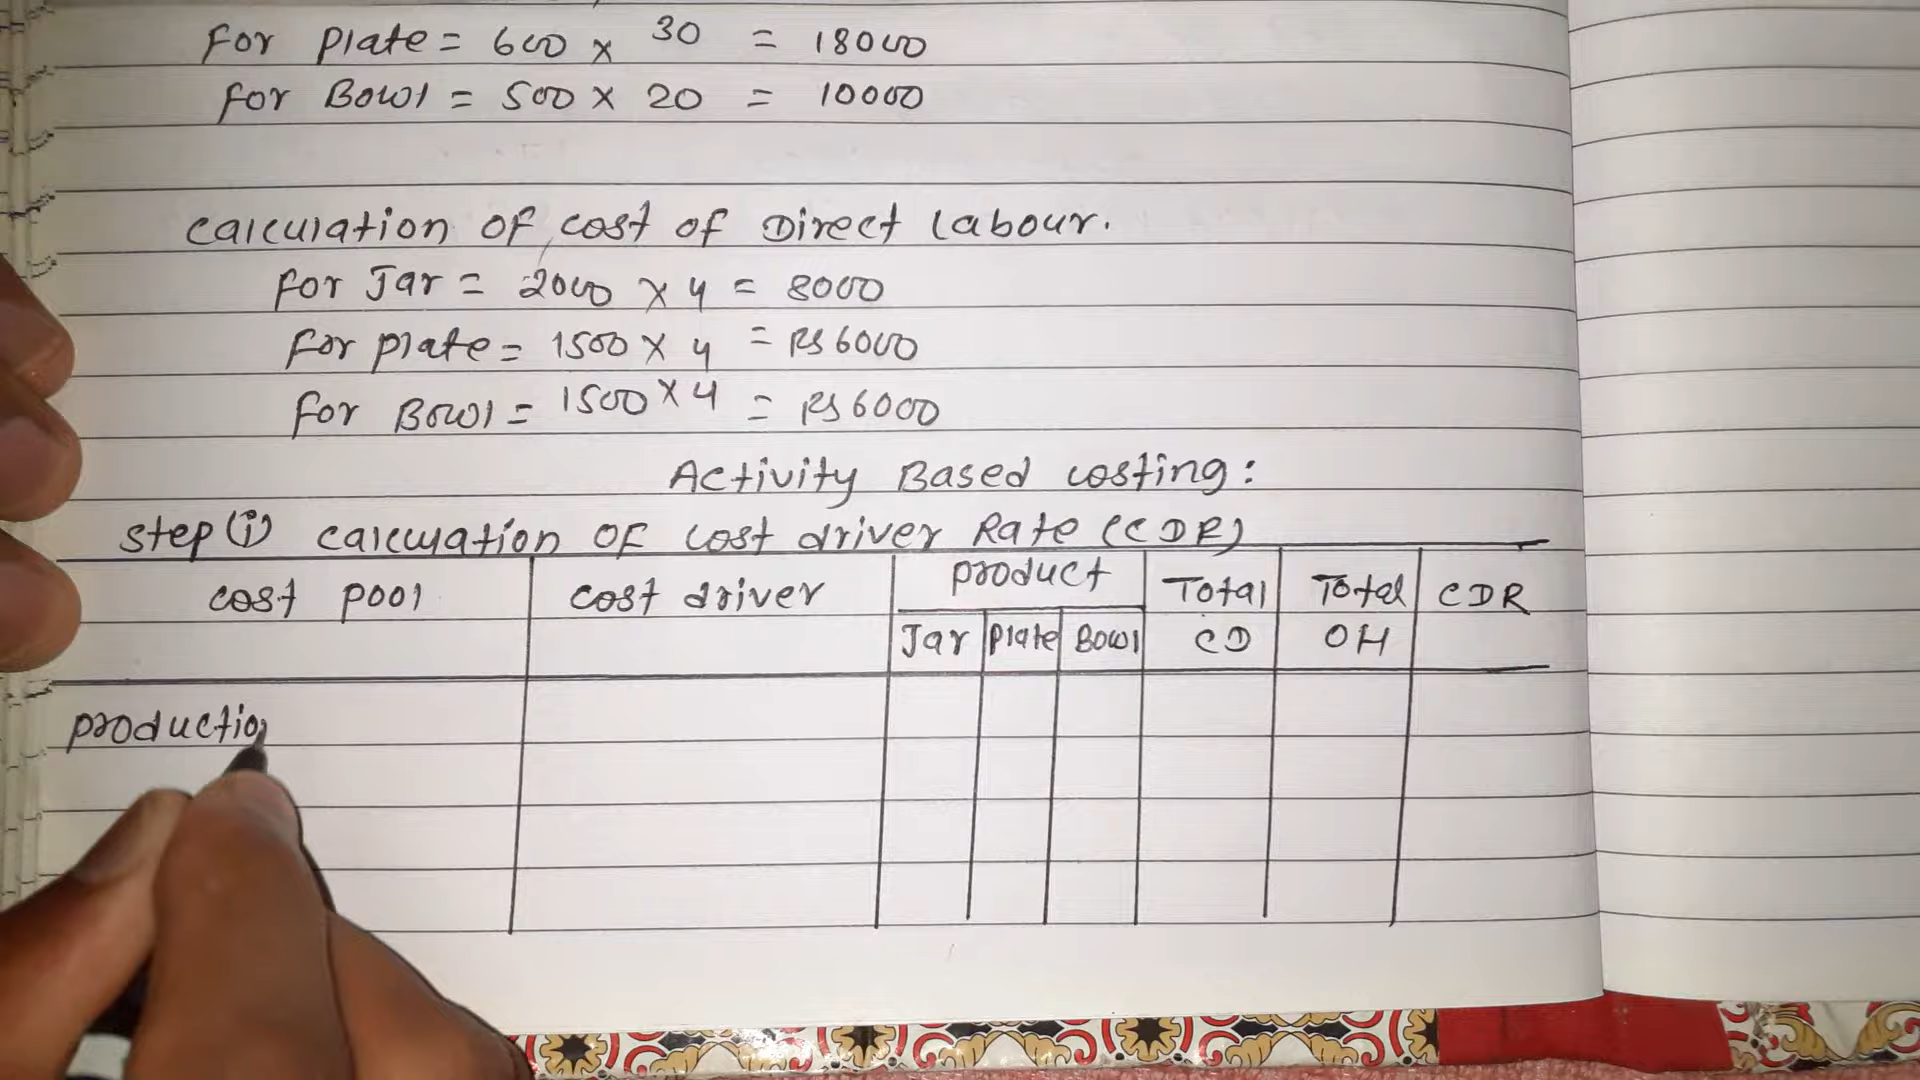 For Plate = 600 × 30 = 18000
For Bowl = 500 × 20 = 10000
Calculation OF cost of Direct Labour.
For Jar = 2000 × 4 = 8000
For plate = 1500 × 4 = Rs 6000
For Bowl = 1500 × 4 = Rs 6000
Activity Based costing:
Step (i) calculation OF cost driver Rate (CDR)
cost pool cost driver product Total Total CDR
Jar Plate Bowl CD OH
productio